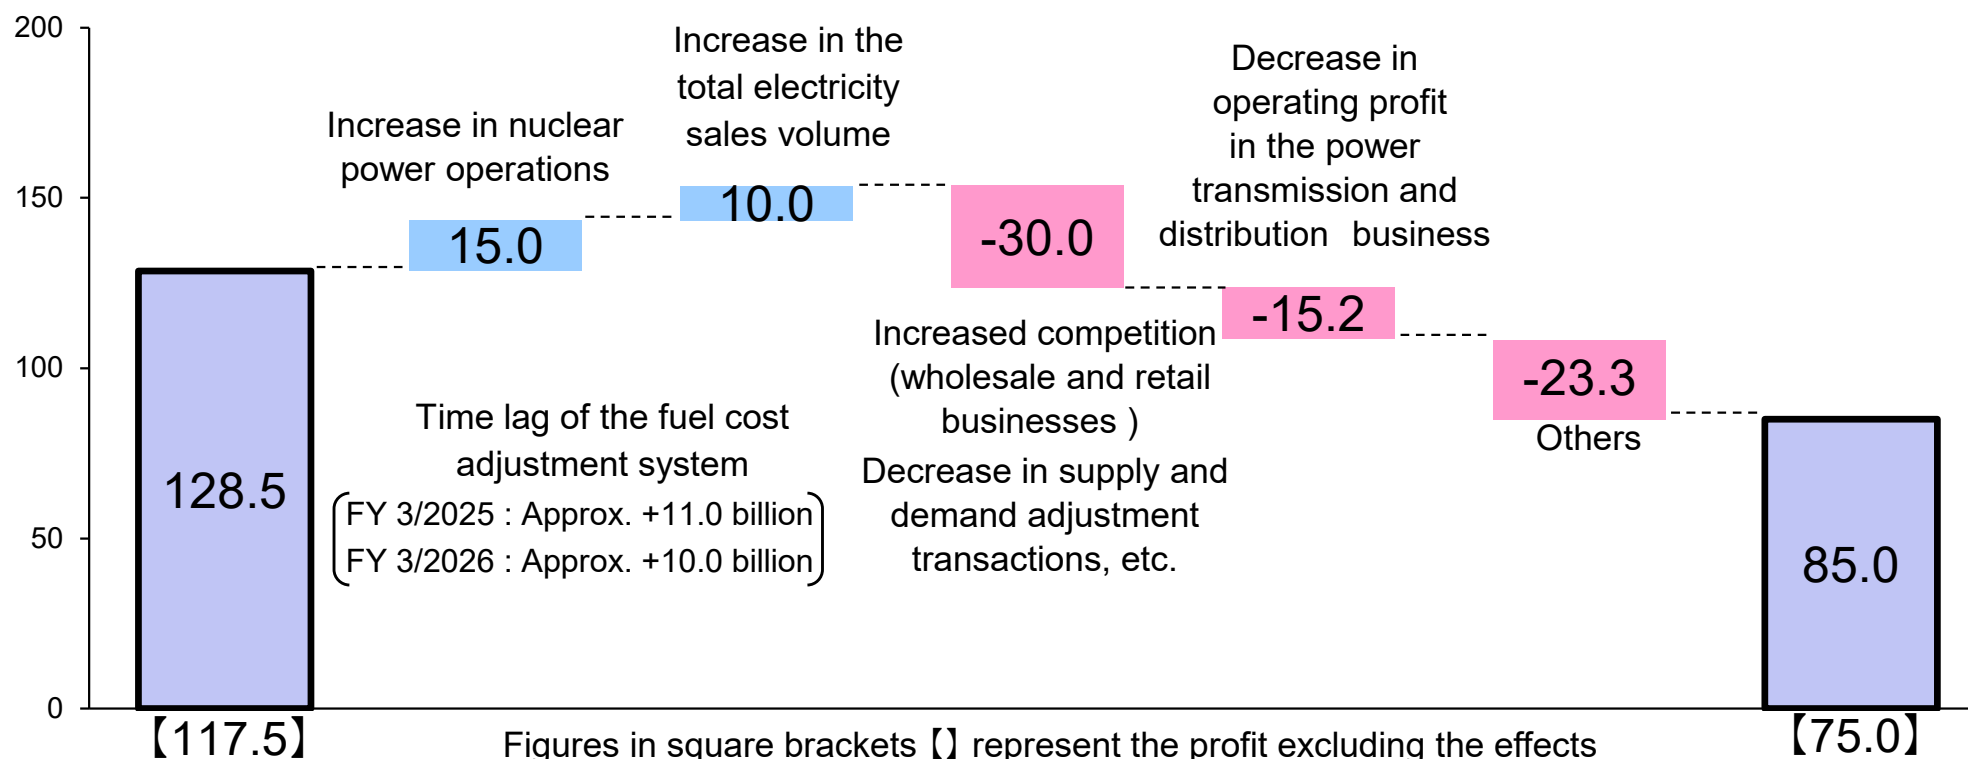 200
150
100
50
0
Increase in nuclear
power operations
Increase in the
total electricity
sales volume
Decrease in
operating profit
in the power
transmission and
distribution business
128.5
15.0
10.0
-30.0
-15.2
-23.3
85.0
Increased competition
(wholesale and retail
businesses )
Decrease in supply and
demand adjustment
transactions, etc.
Others
Time lag of the fuel cost
adjustment system
FY 3/2025 : Approx. +11.0 billion
FY 3/2026 : Approx. +10.0 billion
【117.5】
【75.0】
Figures in square brackets【】represent the profit excluding the effects